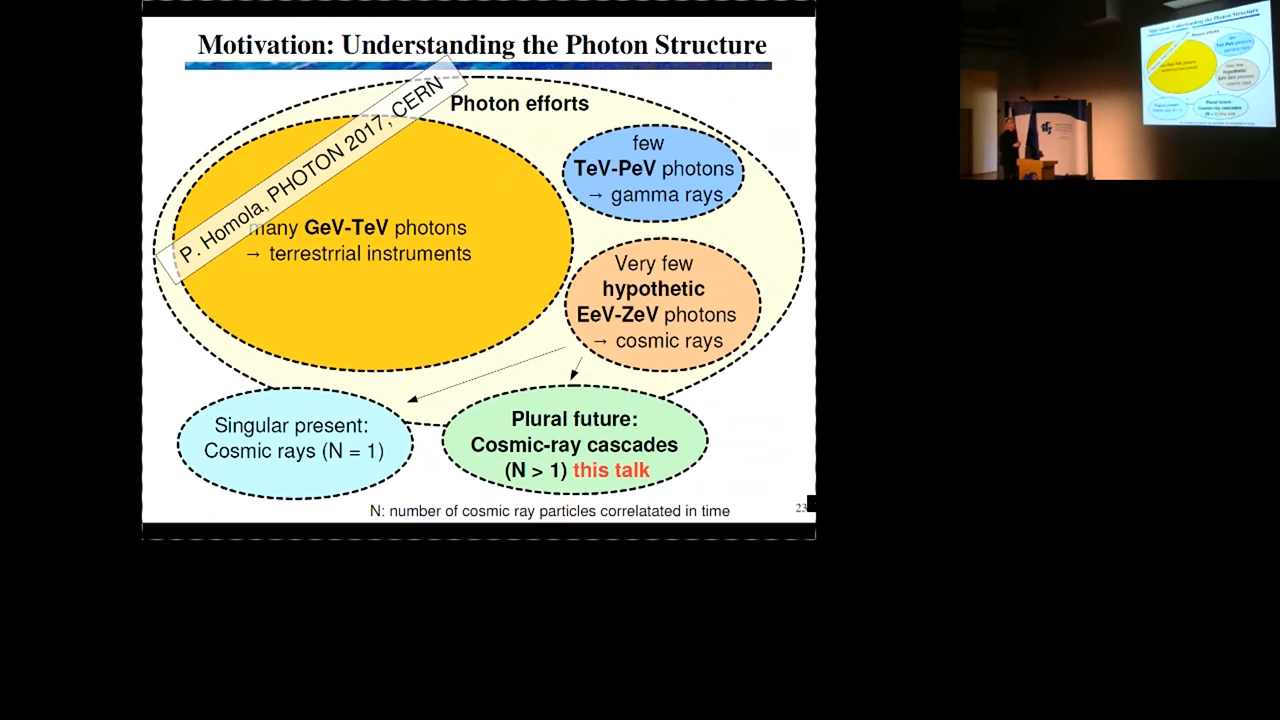 Motivation: Understanding the Photon Structure
Photon efforts
P. Homola, PHOTON 2017, CERN
many GeV-TeV photons
→ terrestrrial instruments
few
TeV-PeV photons
→ gamma rays
Very few
hypothetic
EeV-ZeV photons
→ cosmic rays
Singular present:
Cosmic rays (N = 1)
Plural future:
Cosmic-ray cascades
(N > 1) this talk
N: number of cosmic ray particles correlatated in time
23